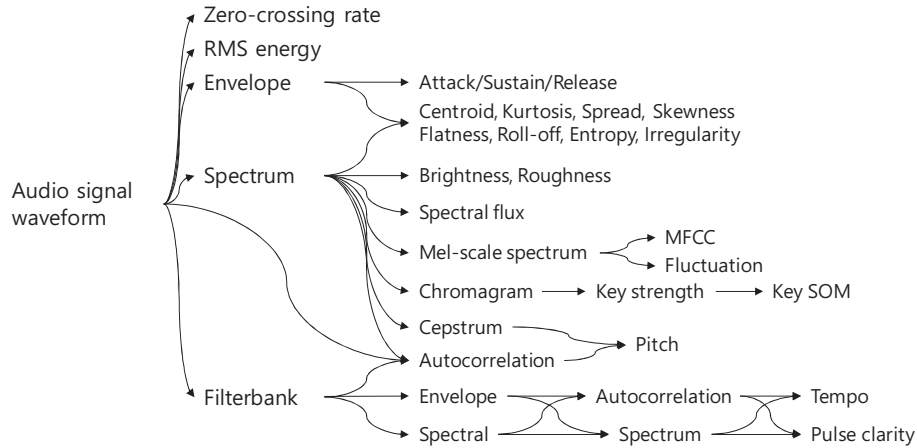 Zero-crossing rate
RMS energy
Envelope
Attack/Sustain/Release
Centroid, Kurtosis, Spread, Skewness
Flatness, Roll-off, Entropy, Irregularity
Audio signal
waveform
Spectrum
Brightness, Roughness
Spectral flux
Mel-scale spectrum
MFCC
Fluctuation
Chromagram
Key strength
Key SOM
Cepstrum
Autocorrelation
Pitch
Filterbank
Envelope
Autocorrelation
Tempo
Spectral
Spectrum
Pulse clarity